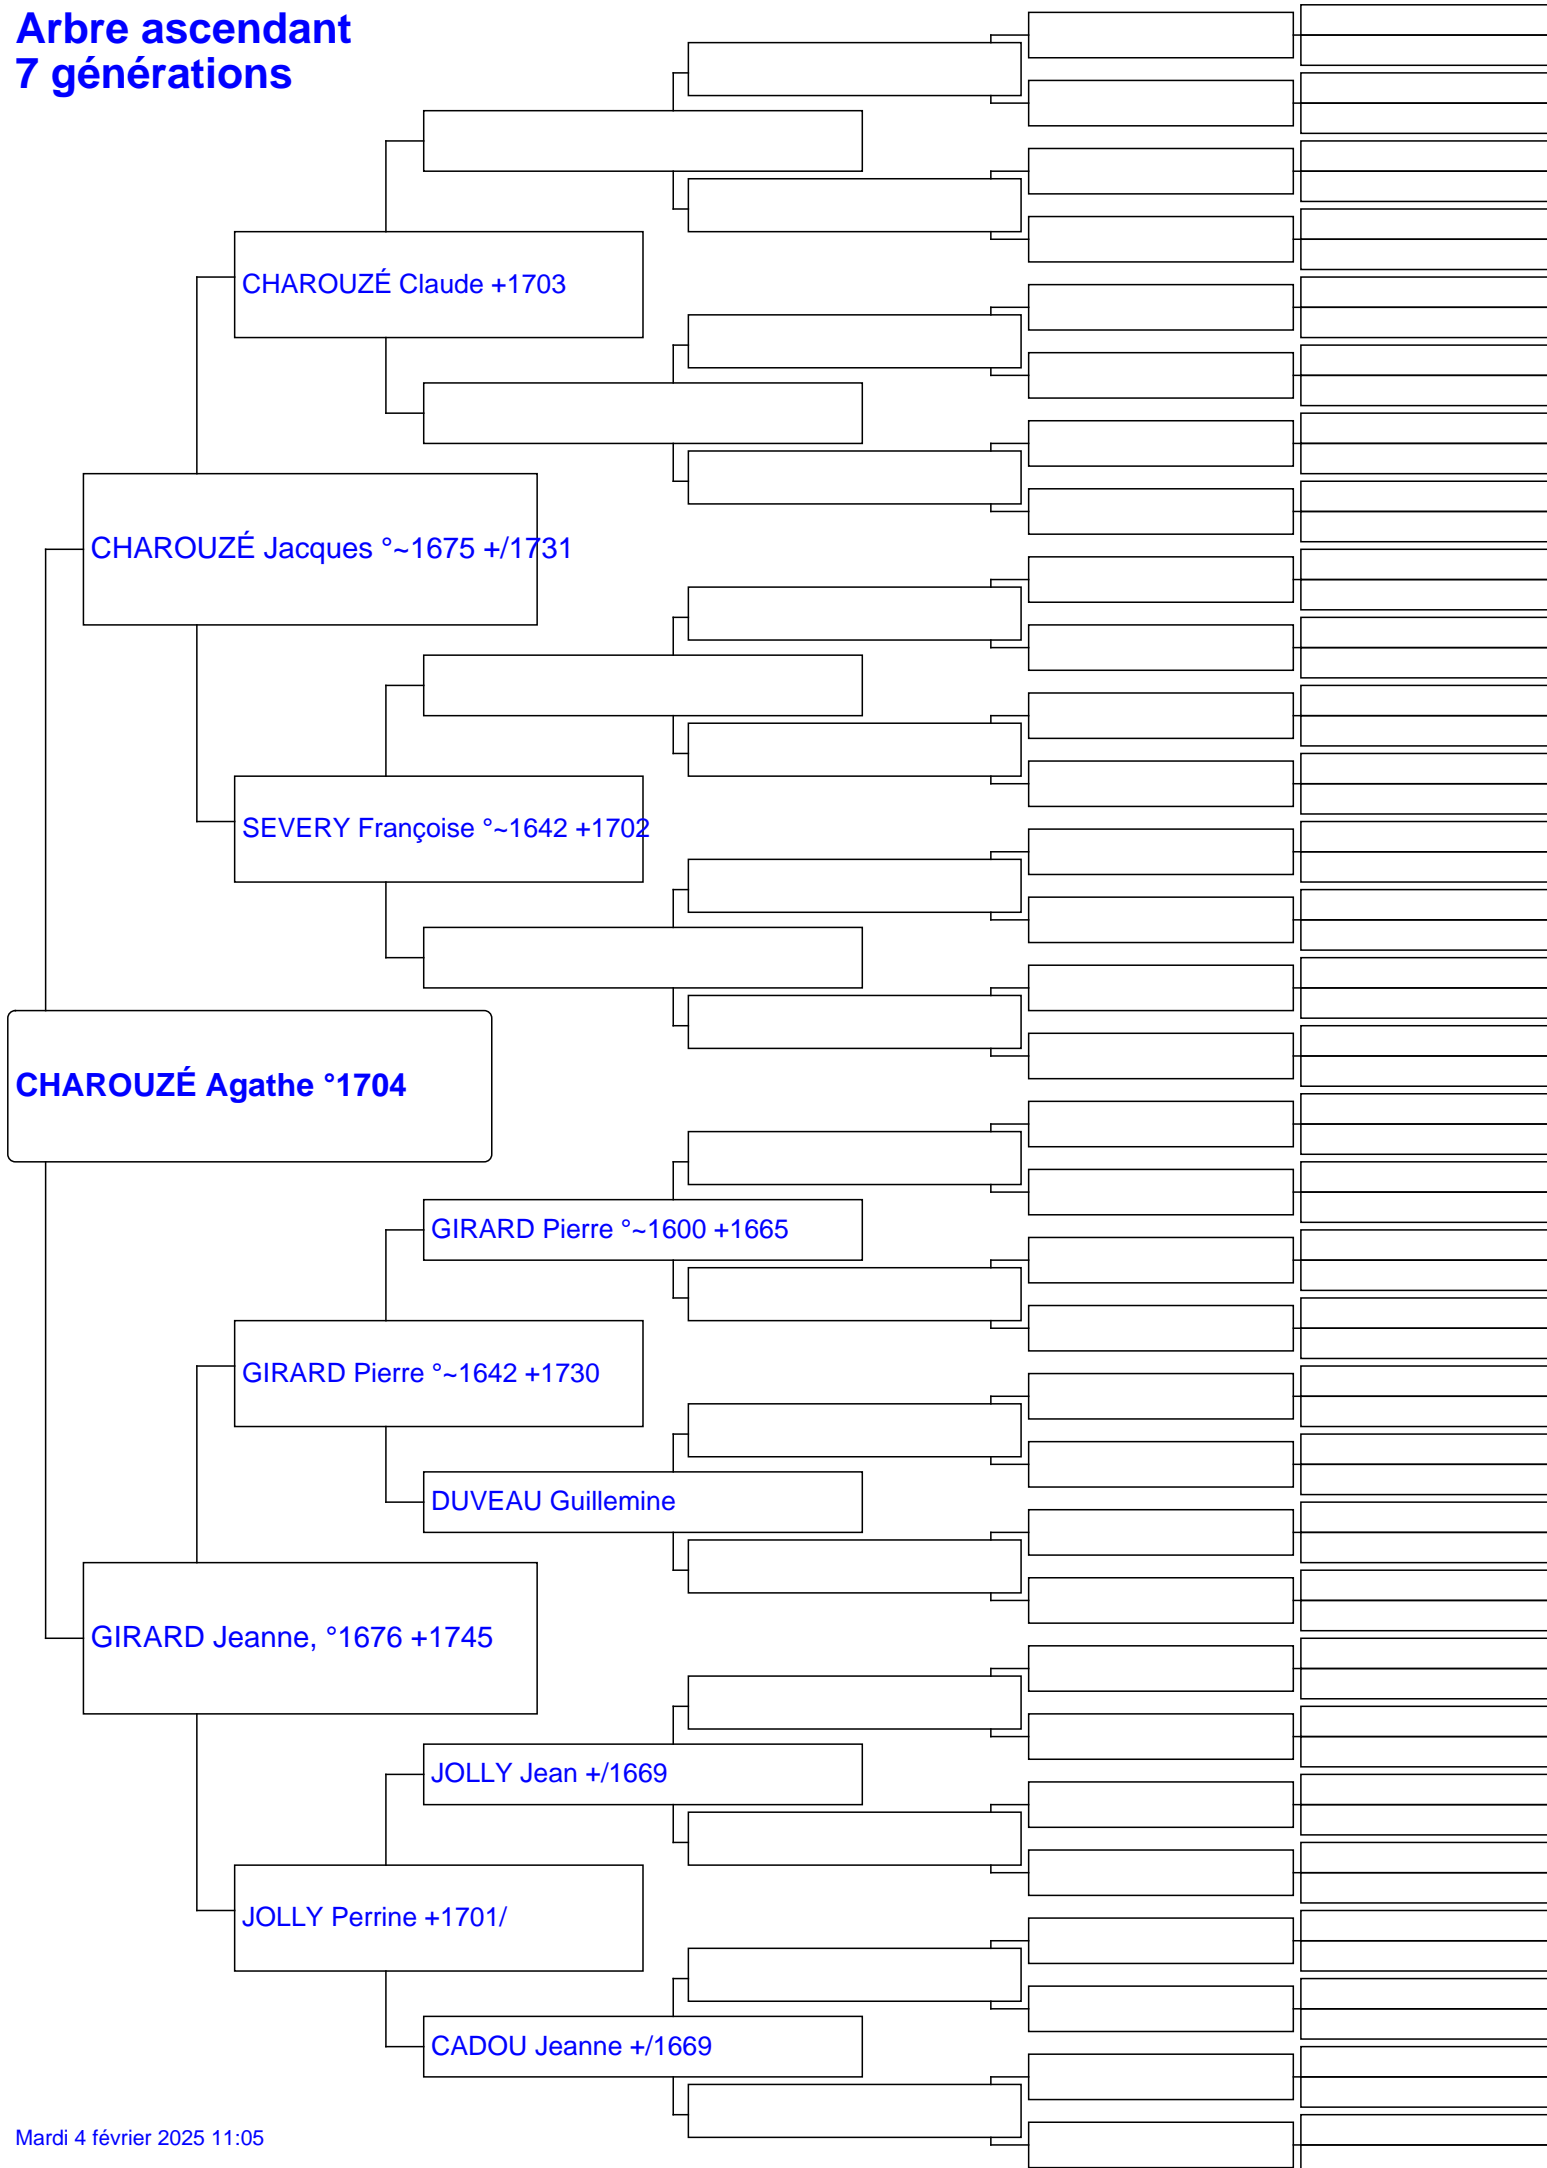 Arbre ascendant
7 générations
CHAROUZÉ Claude +1703
CHAROUZÉ Jacques °~1675 +/1731
SEVERY Françoise °~1642 +1702
CHAROUZÉ Agathe °1704
GIRARD Pierre °~1600 +1665
GIRARD Pierre °~1642 +1730
DUVEAU Guillemine
GIRARD Jeanne, °1676 +1745
JOLLY Jean +/1669
JOLLY Perrine +1701/
CADOU Jeanne +/1669
Mardi 4 février 2025 11:05